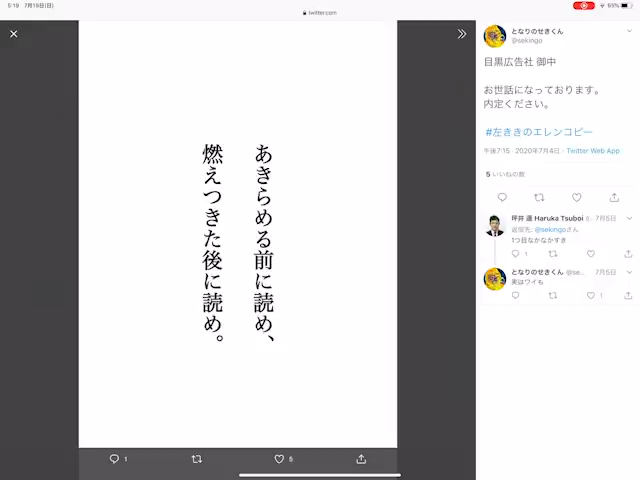 5:19 7月19日(日)
twitter.com
65%
あきらめる前に読め、
燃えつきた後に読め。
1
5
となりのせきくん
@sekingo
目黒広告社 御中
お世話になっております。
内定ください。
#左ききのエレンコピー
午後7:15 · 2020年7月4日 · Twitter Web App
5 いいねの数
坪井 遥 Haruka Tsuboi 8… 7月5日
返信先: @sekingoさん
1つ目なかなかすき
1
となりのせきくん @se… 7月5日
実はワイも
1